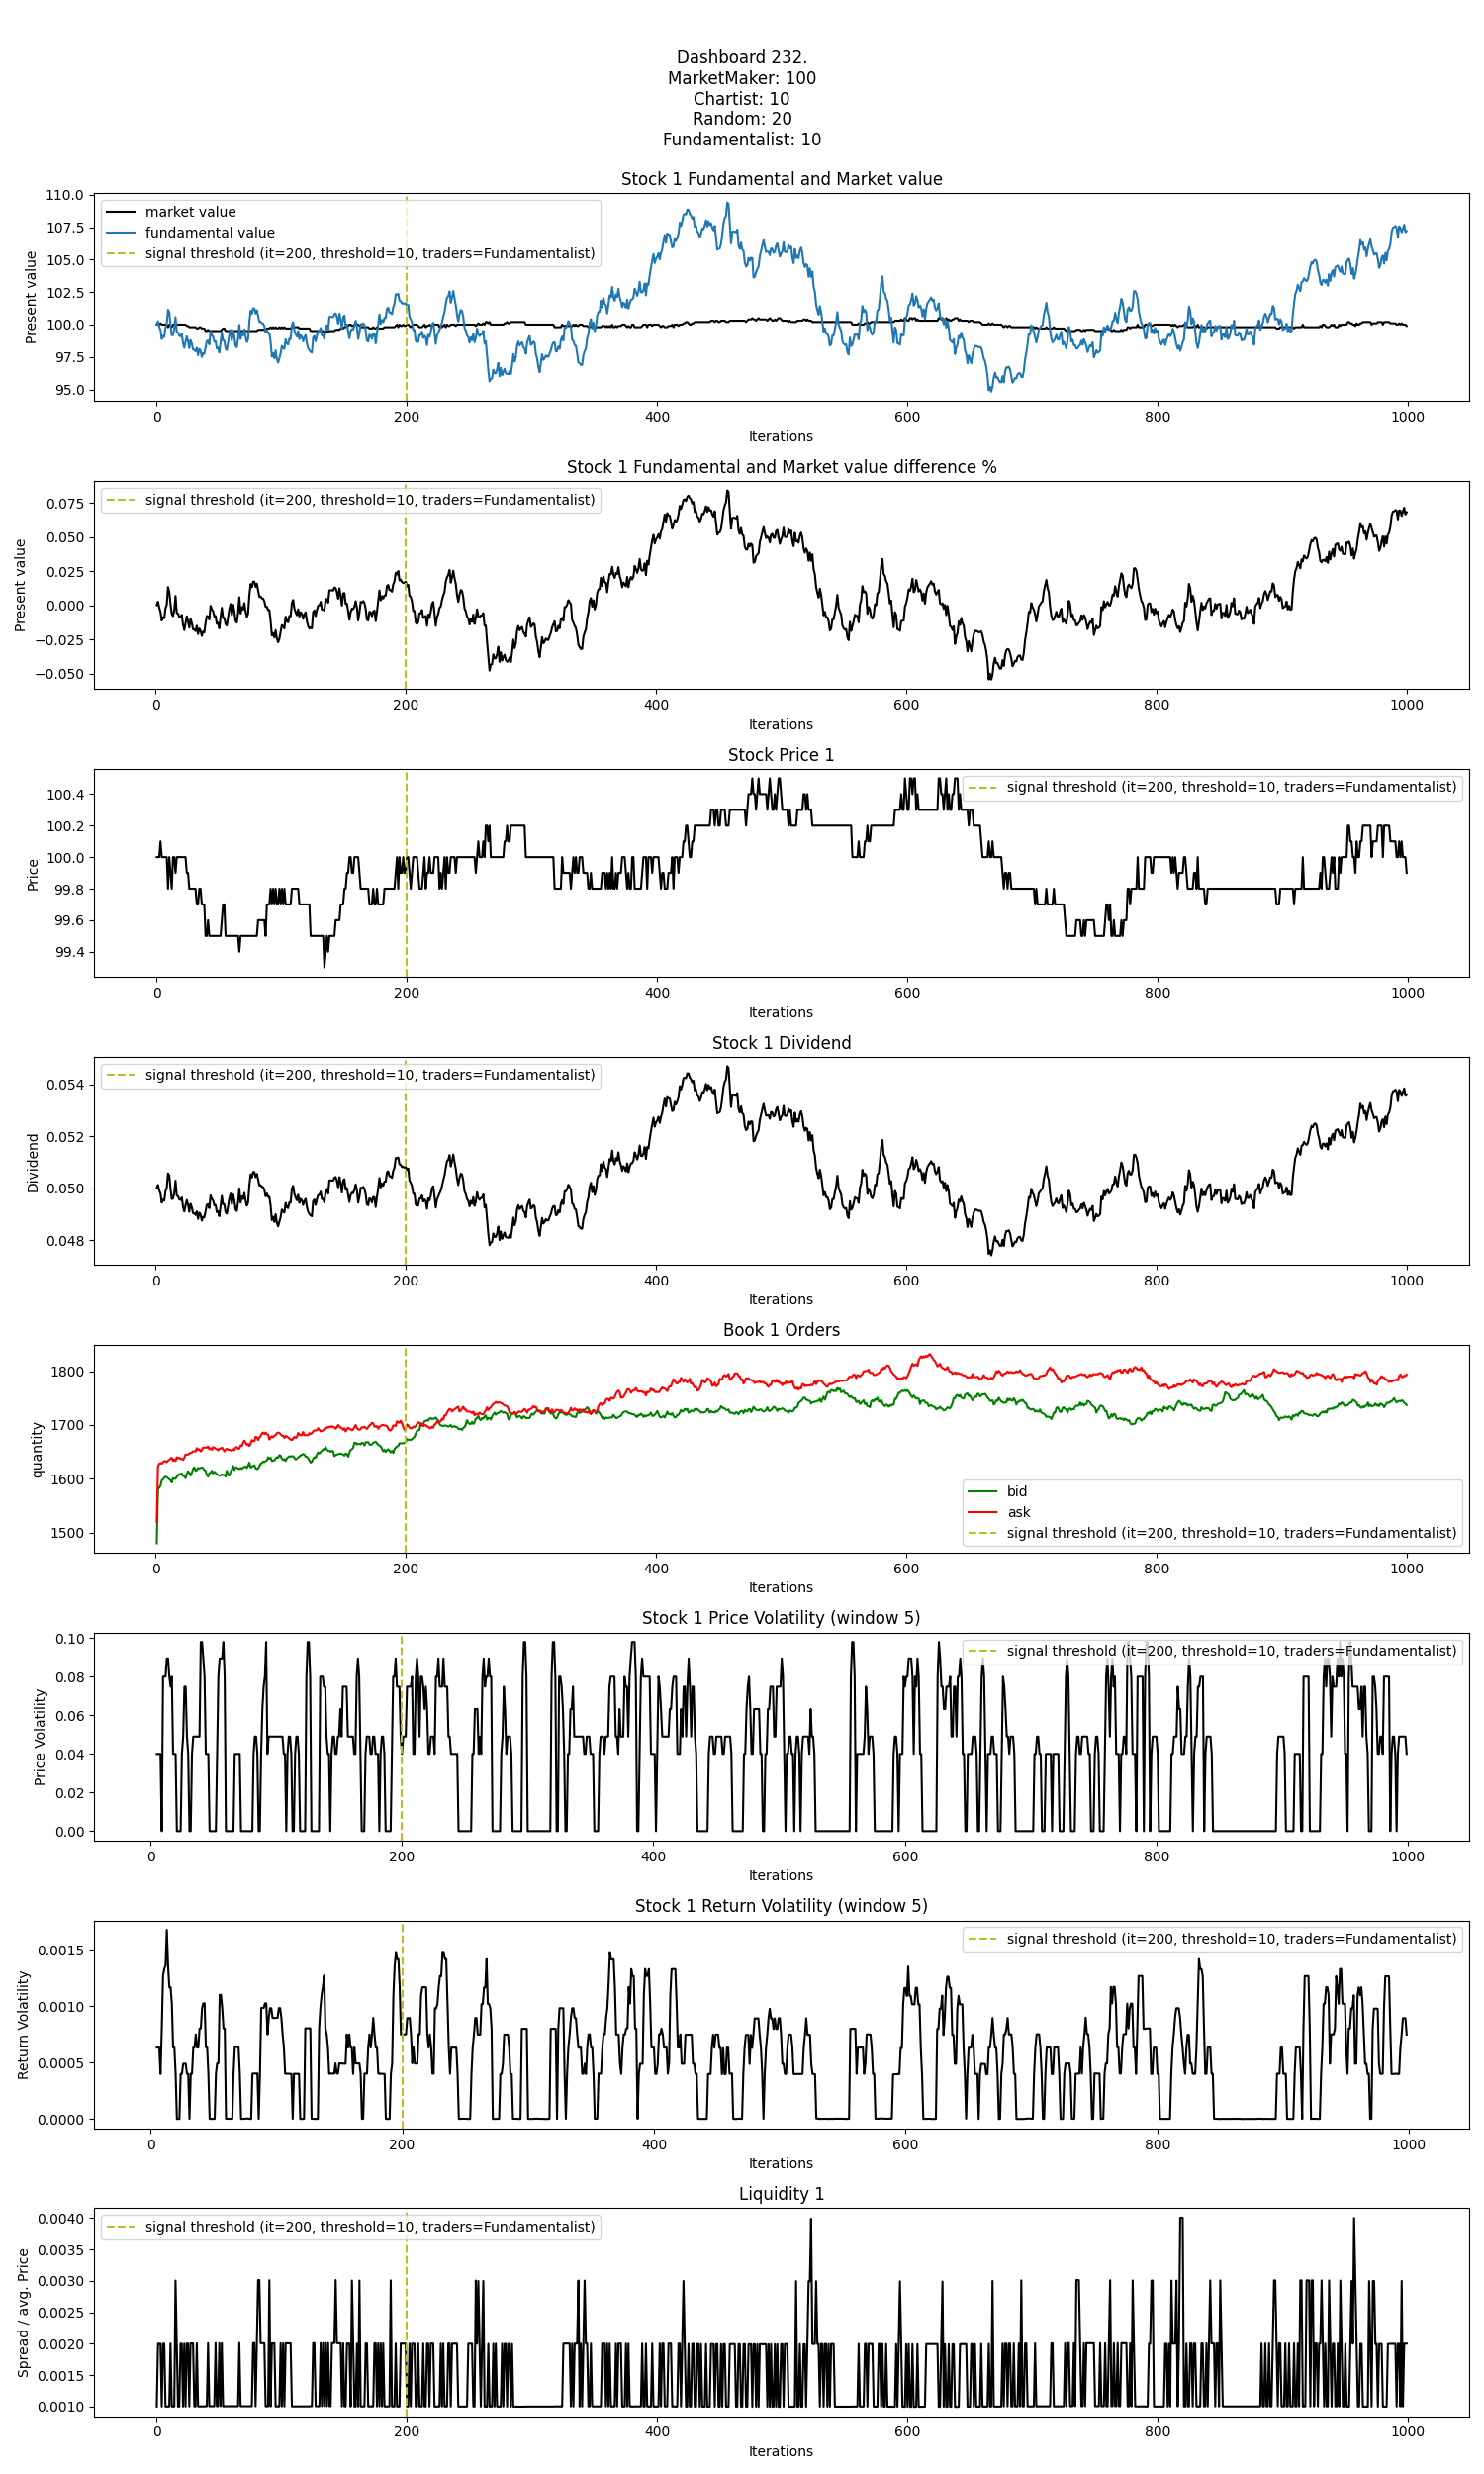 Dashboard 232.
MarketMaker: 100
Chartist: 10
Random: 20
Fundamentalist: 10
Stock 1 Fundamental and Market value
110.0
107.5
105.0
102.5
100.0
97.5
95.0
Present value
market value
fundamental value
signal threshold (it=200, threshold=10, traders=Fundamentalist)
0 200 400 600 800 1000
Iterations
Stock 1 Fundamental and Market value difference %
0.075
0.050
0.025
0.000
−0.025
−0.050
Present value
signal threshold (it=200, threshold=10, traders=Fundamentalist)
0 200 400 600 800 1000
Iterations
Stock Price 1
100.4
100.2
100.0
99.8
99.6
99.4
Price
signal threshold (it=200, threshold=10, traders=Fundamentalist)
0 200 400 600 800 1000
Iterations
Stock 1 Dividend
0.054
0.052
0.050
0.048
Dividend
signal threshold (it=200, threshold=10, traders=Fundamentalist)
0 200 400 600 800 1000
Iterations
Book 1 Orders
1800
1700
1600
1500
quantity
bid
ask
signal threshold (it=200, threshold=10, traders=Fundamentalist)
0 200 400 600 800 1000
Iterations
Stock 1 Price Volatility (window 5)
0.10
0.08
0.06
0.04
0.02
0.00
Price Volatility
signal threshold (it=200, threshold=10, traders=Fundamentalist)
0 200 400 600 800 1000
Iterations
Stock 1 Return Volatility (window 5)
0.0015
0.0010
0.0005
0.0000
Return Volatility
signal threshold (it=200, threshold=10, traders=Fundamentalist)
0 200 400 600 800 1000
Iterations
Liquidity 1
0.0040
0.0035
0.0030
0.0025
0.0020
0.0015
0.0010
Spread / avg. Price
signal threshold (it=200, threshold=10, traders=Fundamentalist)
0 200 400 600 800 1000
Iterations